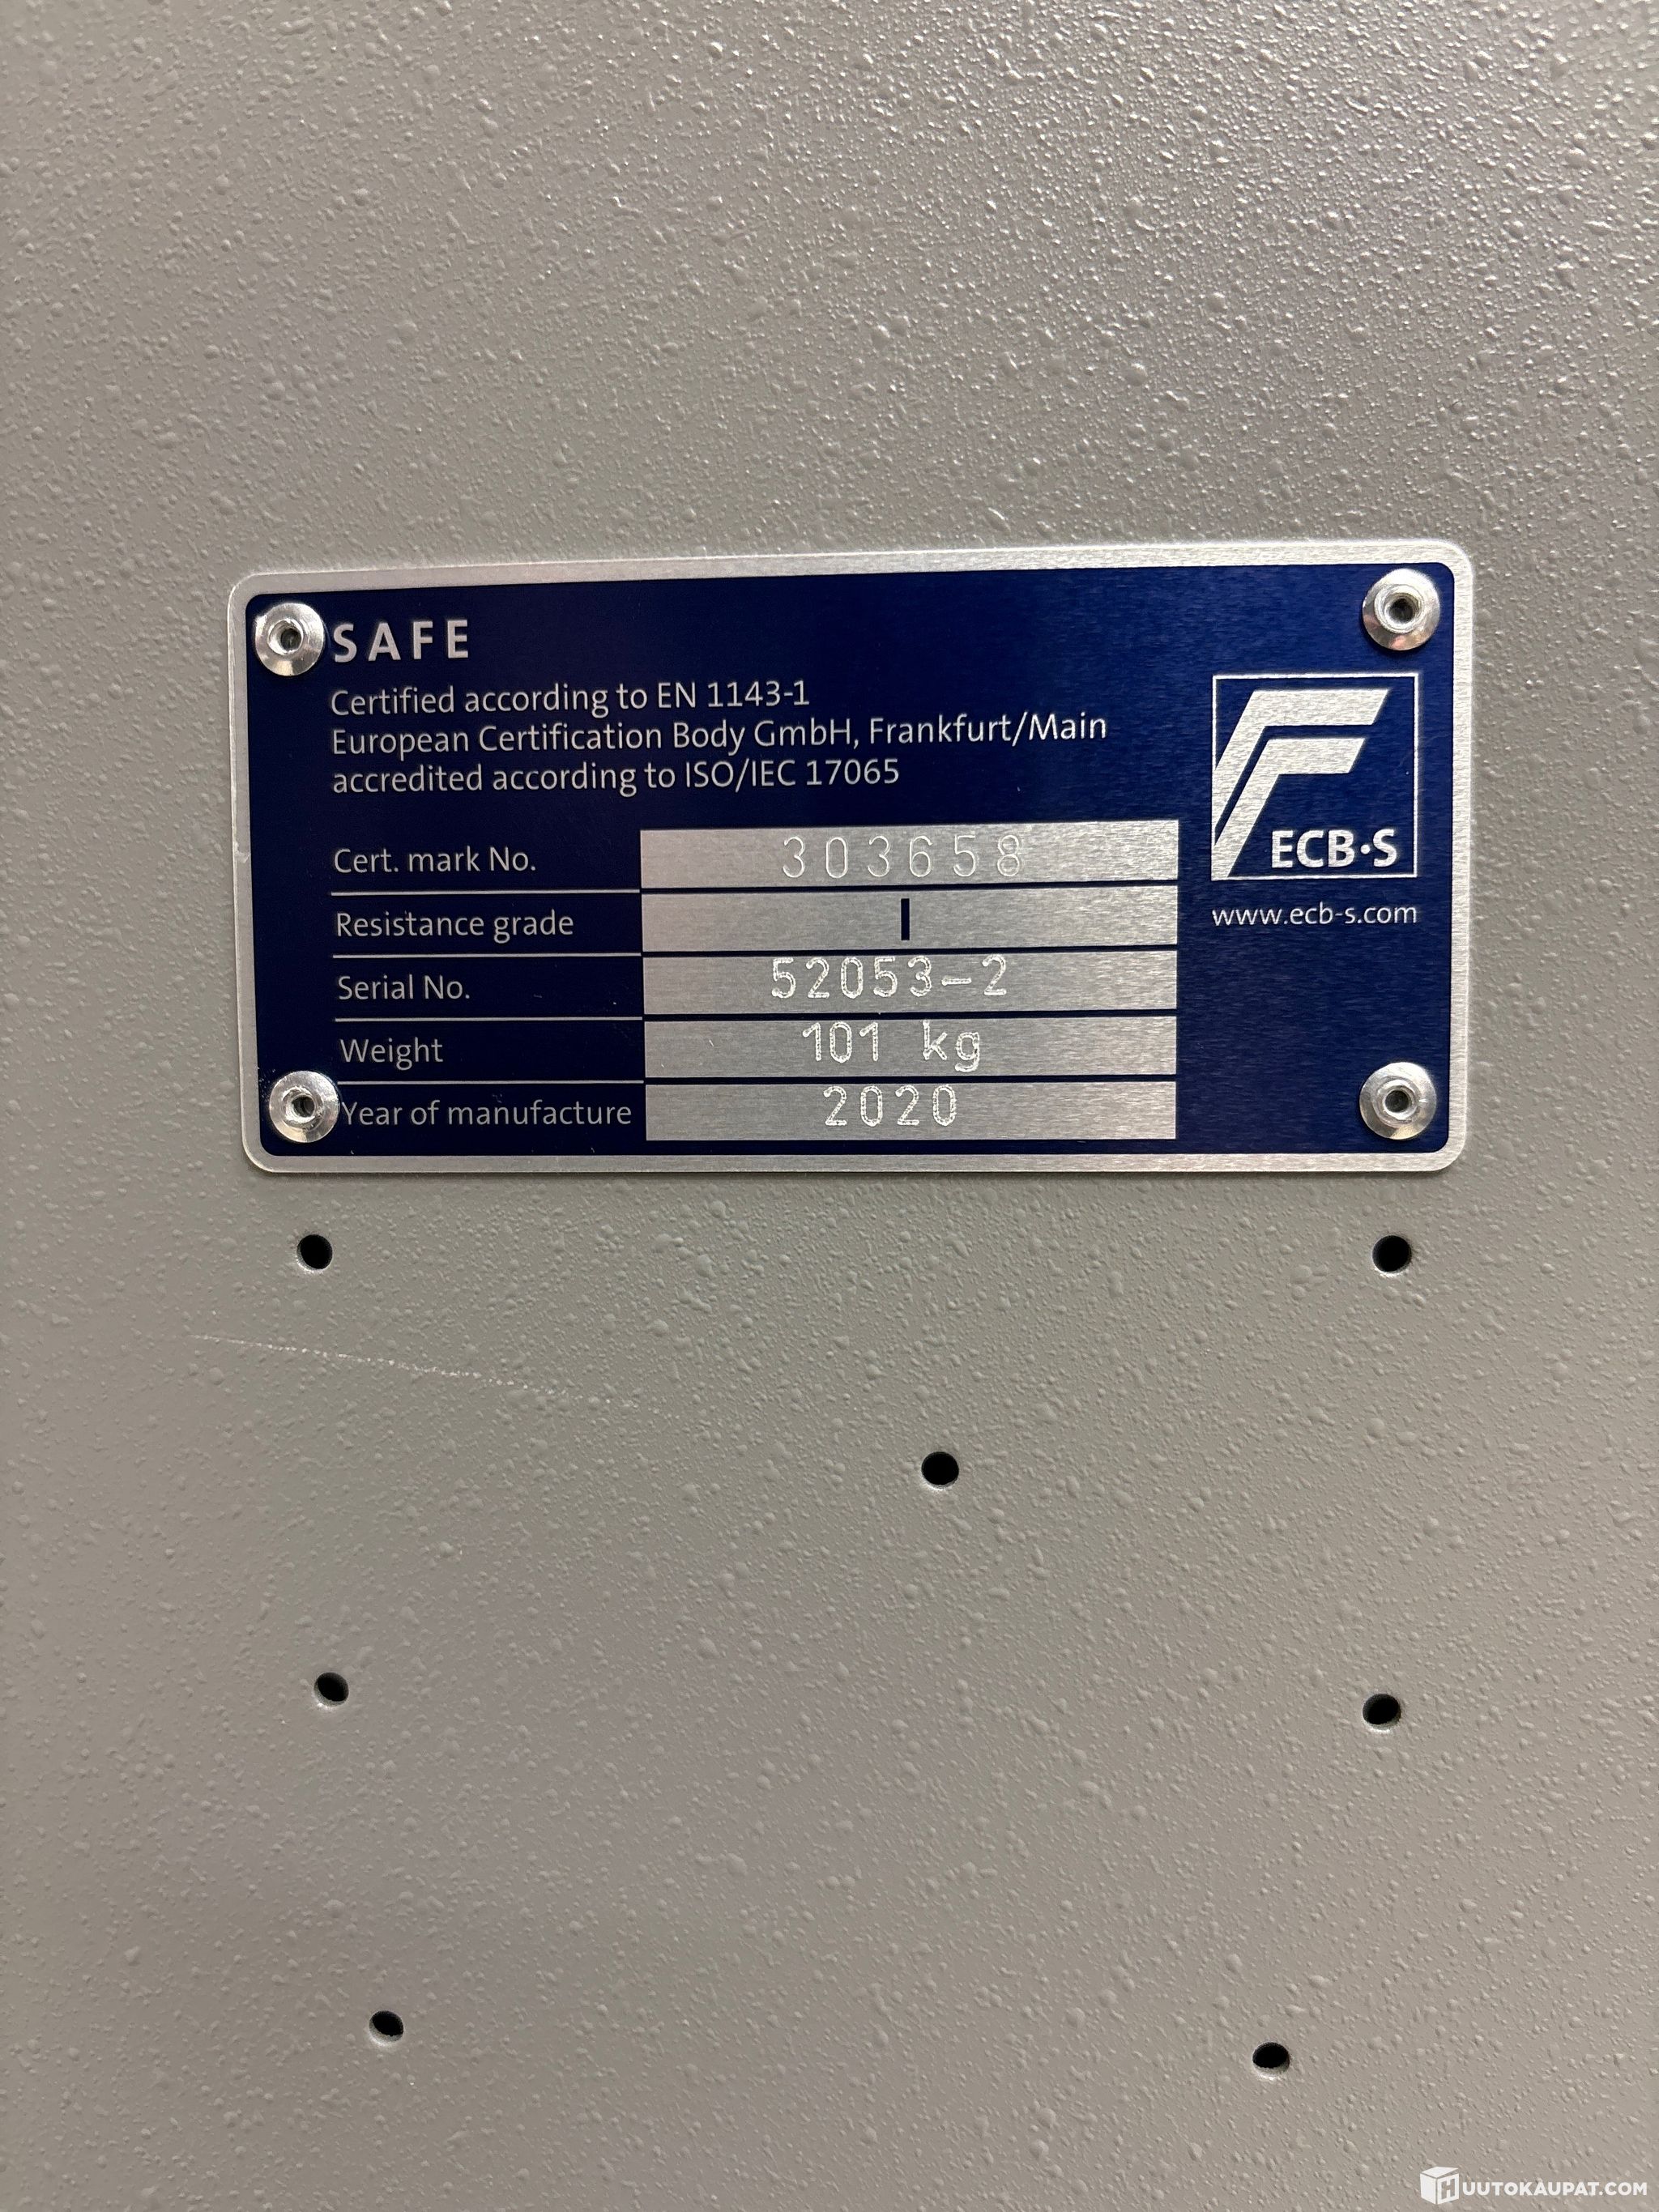 SAFE
Certified according to EN 1143-1
European Certification Body GmbH, Frankfurt/Main
accredited according to ISO/IEC 17065
Cert. mark No. 303658
Resistance grade I
Serial No. 52053-2
Weight 101 kg
Year of manufacture 2020
ECB·S
www.ecb-s.com
HUUTOKAUPAT.COM